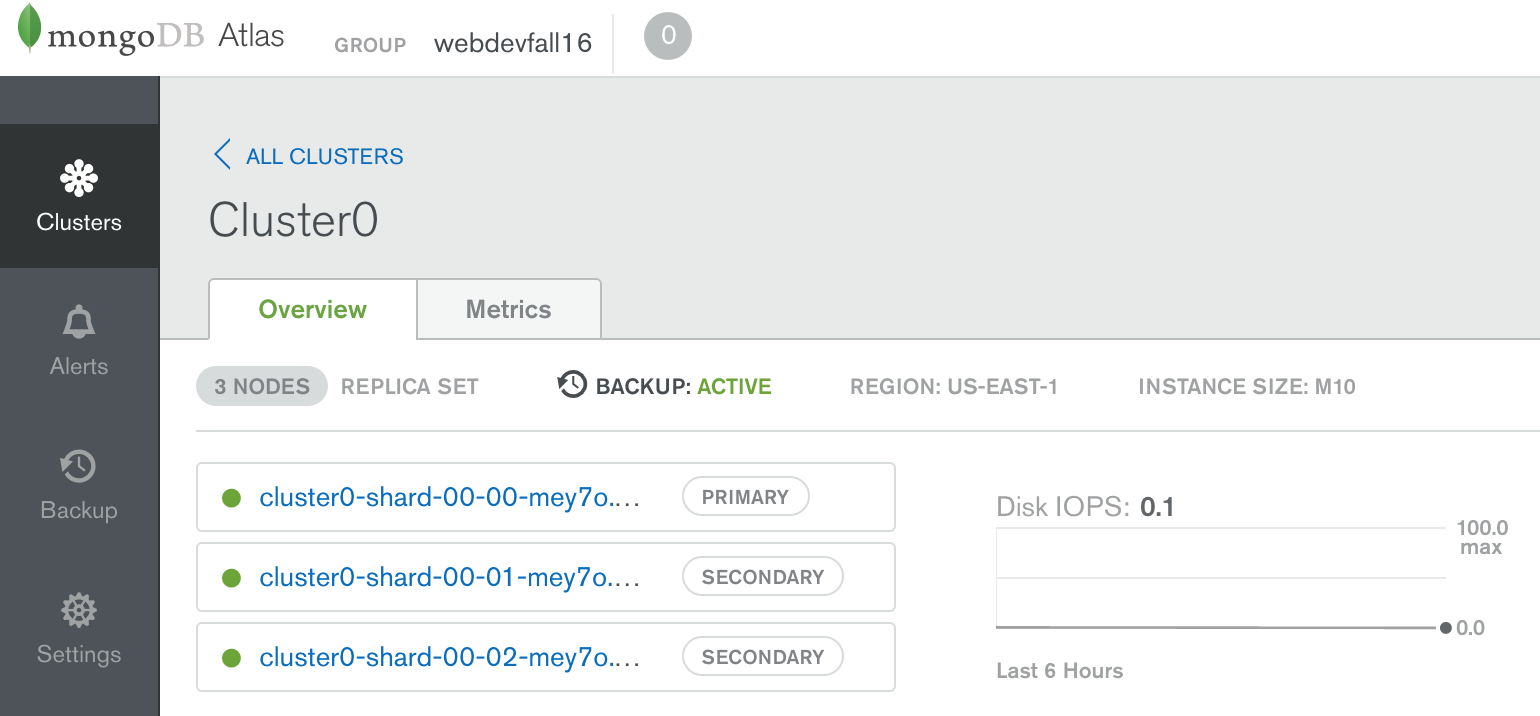 mongoDB Atlas GROUP webdevfall16 0
Clusters
Alerts
Backup
Settings
ALL CLUSTERS
Cluster0
Overview Metrics
3 NODES REPLICA SET BACKUP: ACTIVE REGION: US-EAST-1 INSTANCE SIZE: M10
cluster0-shard-00-00-mey7o.... PRIMARY
cluster0-shard-00-01-mey7o.... SECONDARY
cluster0-shard-00-02-mey7o.... SECONDARY
Disk IOPS: 0.1
100.0
max
0.0
Last 6 Hours